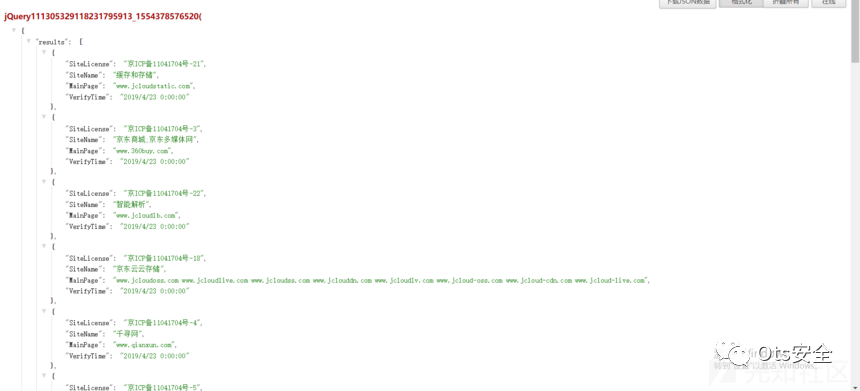 下载JSON数据 格式化 折叠所有 在线
jQuery1113053291182317959​13_1554378576520(
{
"results": [
{
"SiteLicense": "京ICP备11041704号-21",
"SiteName": "缓存和存储",
"MainPage": "www.jcloudstatic.com",
"VerifyTime": "2019/4/23 0:00:00"
},
{
"SiteLicense": "京ICP备11041704号-3",
"SiteName": "京东商城,京东多媒体网",
"MainPage": "www.360buy.com",
"VerifyTime": "2019/4/23 0:00:00"
},
{
"SiteLicense": "京ICP备11041704号-22",
"SiteName": "智能解析",
"MainPage": "www.jcloudlb.com",
"VerifyTime": "2019/4/23 0:00:00"
},
{
"SiteLicense": "京ICP备11041704号-18",
"SiteName": "京东云云存储",
"MainPage": "www.jcloudoss.com www.jcloudlive.com www.jcloudss.com www.jclouddn.com www.jcloudlv.com www.jcloud-oss.com www.jcloud-cdn.com www.jcloud-live.com",
"VerifyTime": "2019/4/23 0:00:00"
},
{
"SiteLicense": "京ICP备11041704号-4",
"SiteName": "千寻网",
"MainPage": "www.qianxun.com",
"VerifyTime": "2019/4/23 0:00:00"
},
{
"SiteLicense": "京ICP备11041704号-5",
Ots安全
以激活 Windows。
先知社区